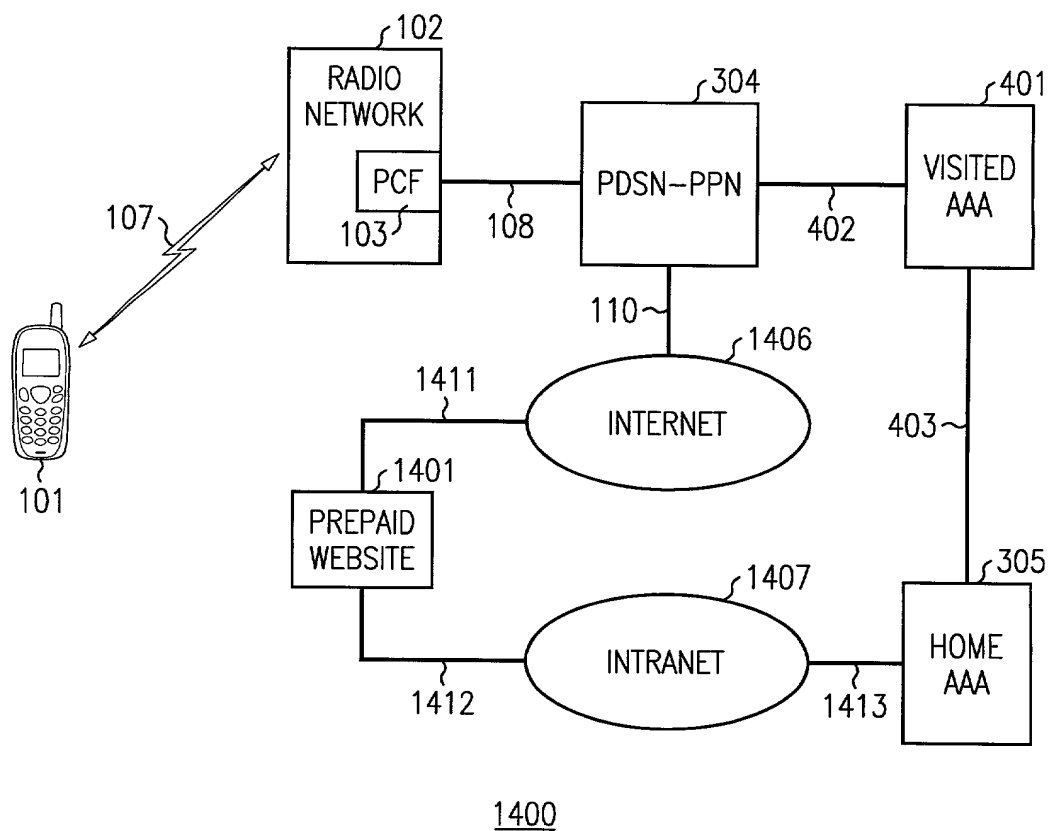 102
RADIO
NETWORK
PCF
103
107
108
304
PDSN-PPN
402
401
VISITED
AAA
110
1406
INTERNET
1411
403
101
1401
PREPAID
WEBSITE
1407
INTRANET
1412
1413
305
HOME
AAA
1400